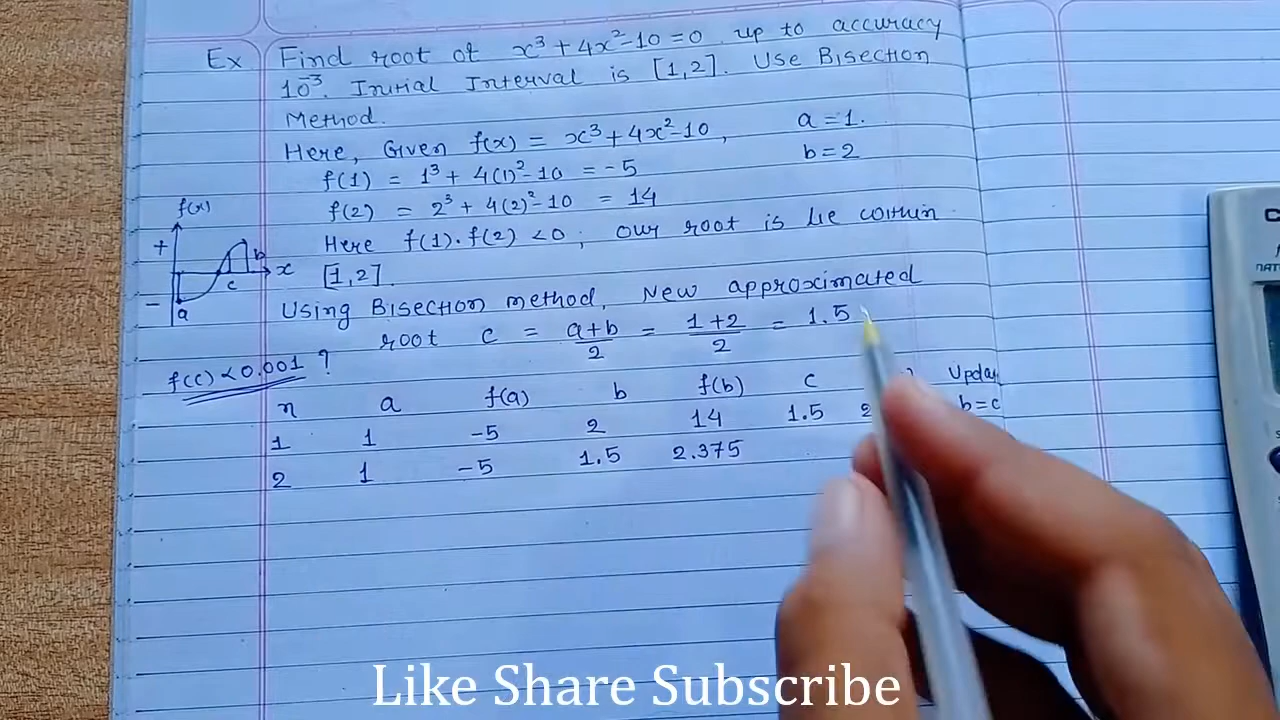 Ex Find root of x³ + 4x² - 10 = 0 up to accuracy
10⁻³. Initial Interval is [1,2]. Use Bisection
Method.
Here, Given f(x) = x³ + 4x² - 10, a = 1.
b = 2
f(1) = 1³ + 4(1)² - 10 = -5
f(2) = 2³ + 4(2)² - 10 = 14
f(x)
+ b x
c
- a
Here f(1).f(2) < 0, our root is lie within
[1,2].
Using Bisection method, New approximated
root c = a+b/2 = 1+2/2 = 1.5
f(c) < 0.001 ?
n a f(a) b f(b) c
1 1 -5 2 14 1.5 2 b=c
2 1 -5 1.5 2.375
Like Share Subscribe